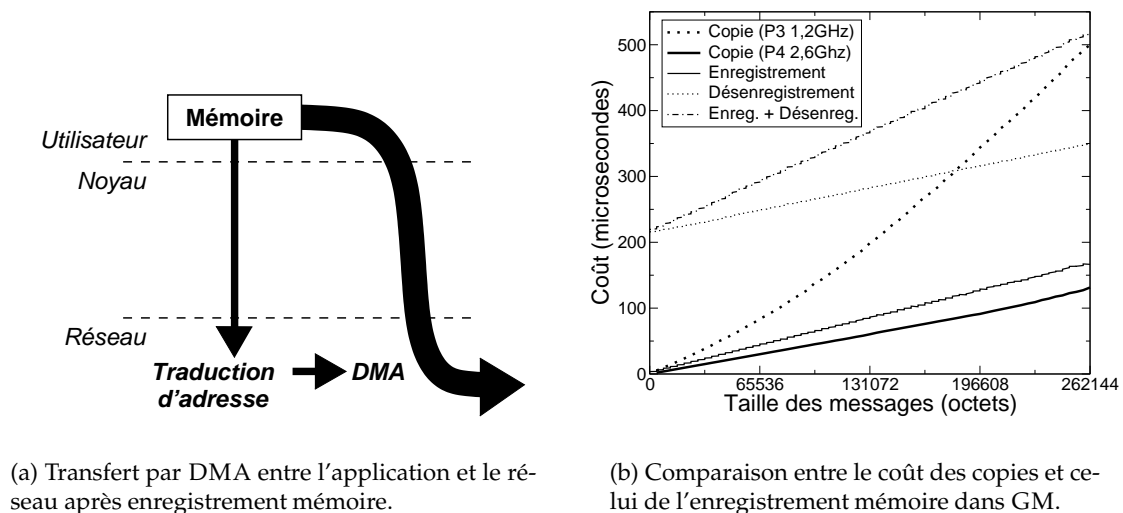 Mémoire
Utilisateur
Noyau
Réseau
Traduction
d'adresse
DMA
(a) Transfert par DMA entre l'application et le ré-
seau après enregistrement mémoire.
Coût (microsecondes)
500
400
300
200
100
0
Copie (P3 1,2GHz)
Copie (P4 2,6Ghz)
Enregistrement
Désenregistrement
Enreg. + Désenreg.
0 65536 131072 196608 262144
Taille des messages (octets)
(b) Comparaison entre le coût des copies et ce-
lui de l'enregistrement mémoire dans GM.